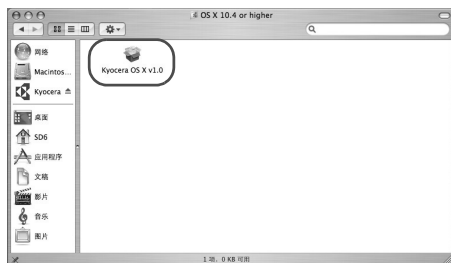 OS X 10.4 or higher
网络
Macintos...
Kyocera
桌面
SD6
应用程序
文稿
影片
音乐
图片
Kyocera OS X v1.0
1 项，0 KB 可用